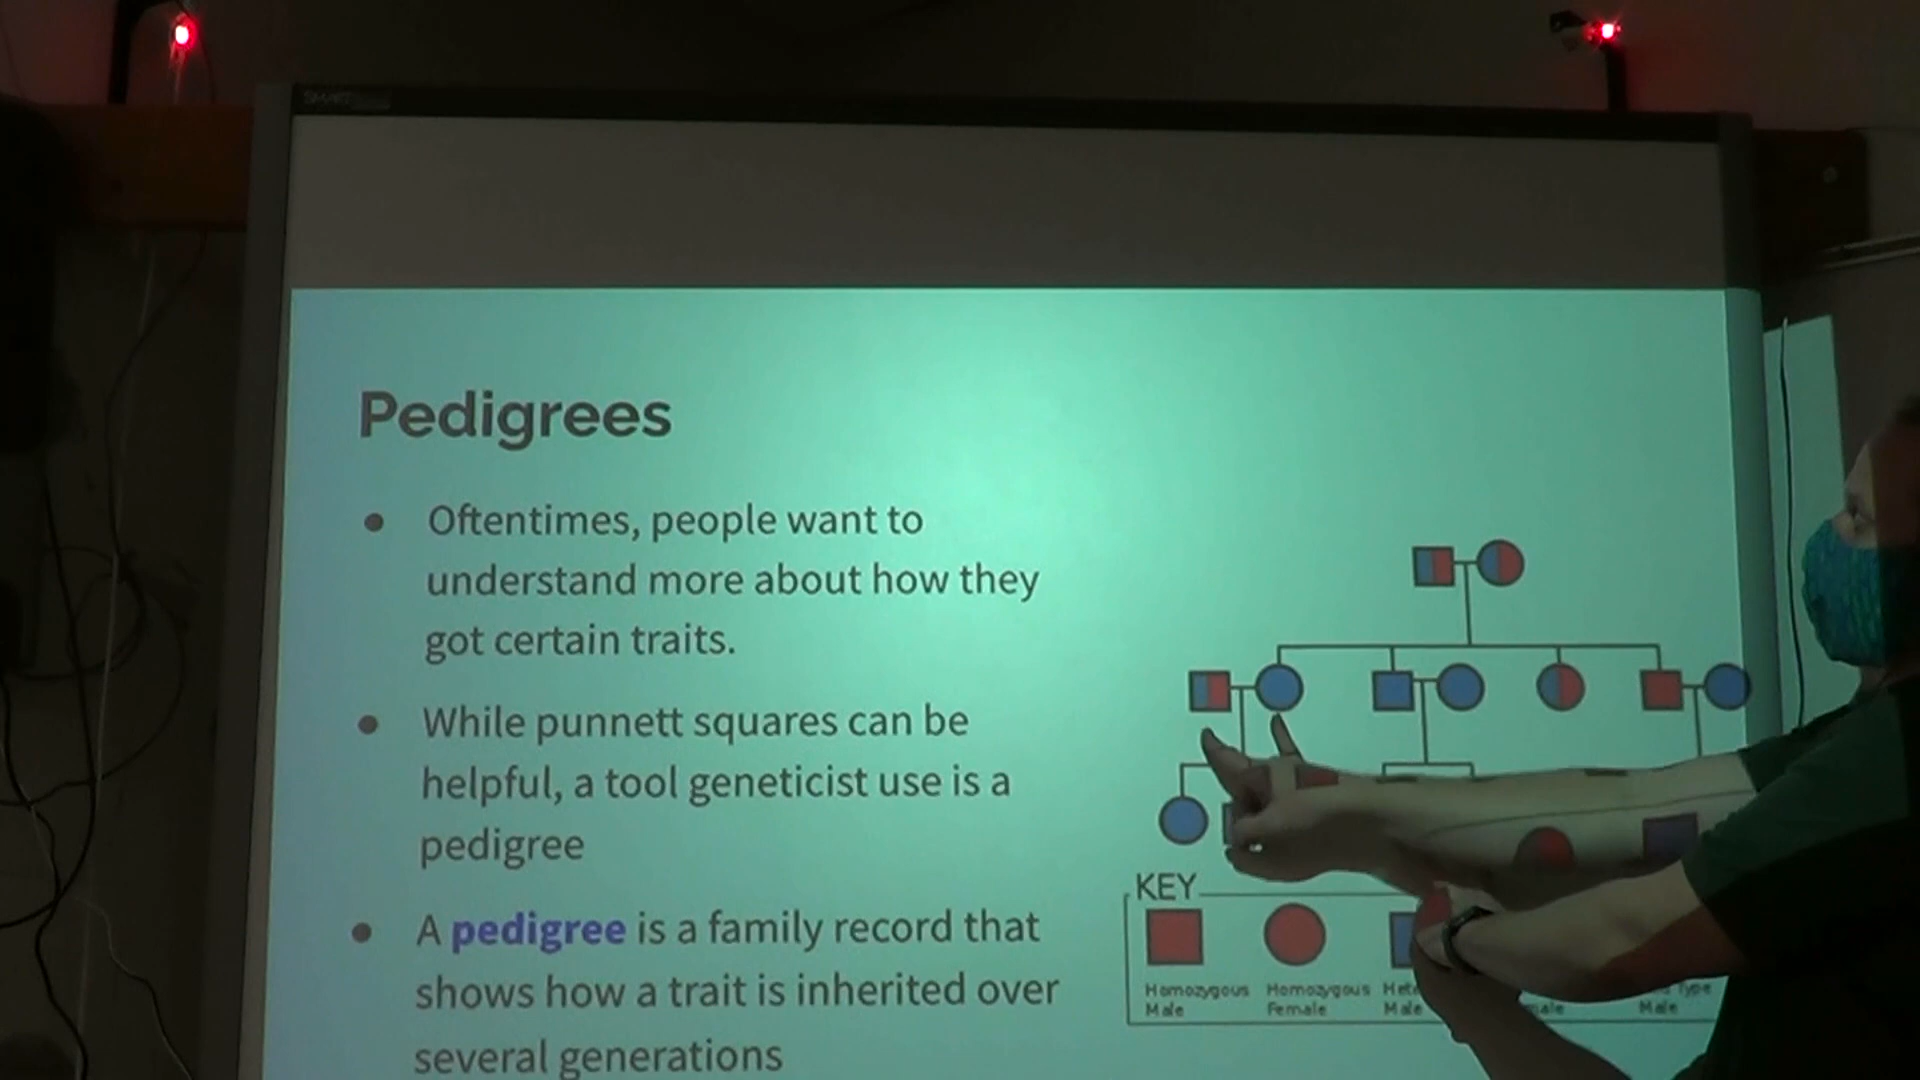 SMART
Pedigrees
Oftentimes, people want to
understand more about how they
got certain traits.
While punnett squares can be
helpful, a tool geneticist use is a
pedigree
A pedigree is a family record that
shows how a trait is inherited over
several generations
KEY
Homozygous Homozygous
Male Female Male Male